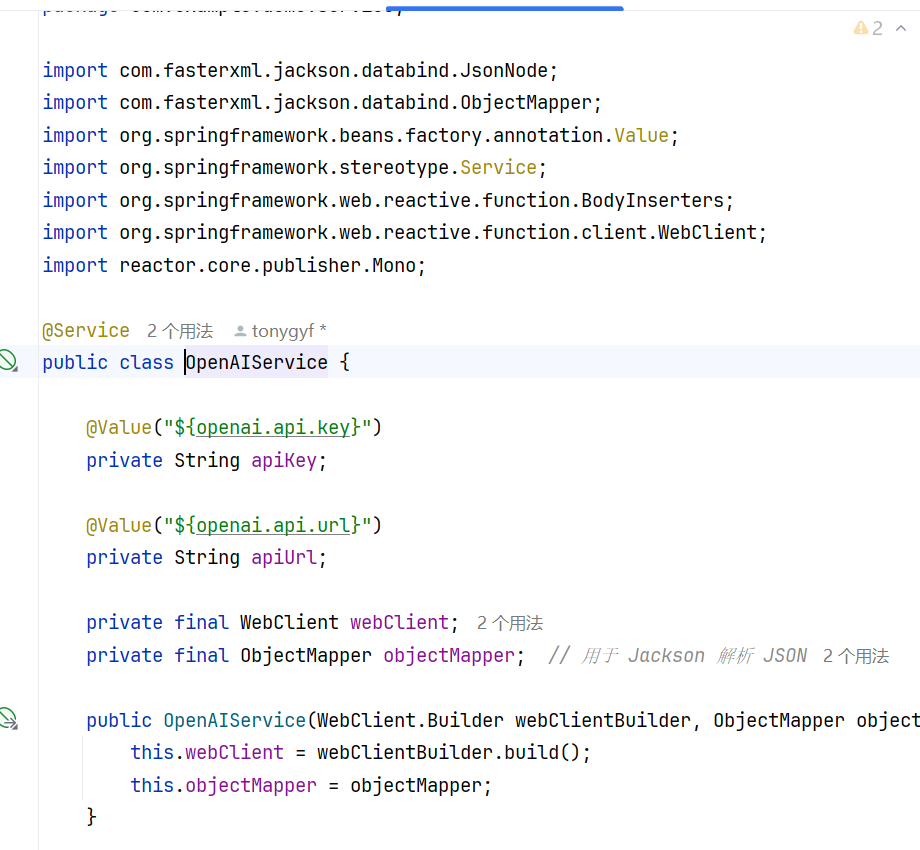 2
import com.fasterxml.jackson.databind.JsonNode;
import com.fasterxml.jackson.databind.ObjectMapper;
import org.springframework.beans.factory.annotation.Value;
import org.springframework.stereotype.Service;
import org.springframework.web.reactive.function.BodyInserters;
import org.springframework.web.reactive.function.client.WebClient;
import reactor.core.publisher.Mono;
@Service 2 个用法 tonygyf *
public class OpenAIService {
@Value("${openai.api.key}")
private String apiKey;
@Value("${openai.api.url}")
private String apiUrl;
private final WebClient webClient; 2 个用法
private final ObjectMapper objectMapper; // 用于 Jackson 解析 JSON 2 个用法
public OpenAIService(WebClient.Builder webClientBuilder, ObjectMapper object
this.webClient = webClientBuilder.build();
this.objectMapper = objectMapper;
}